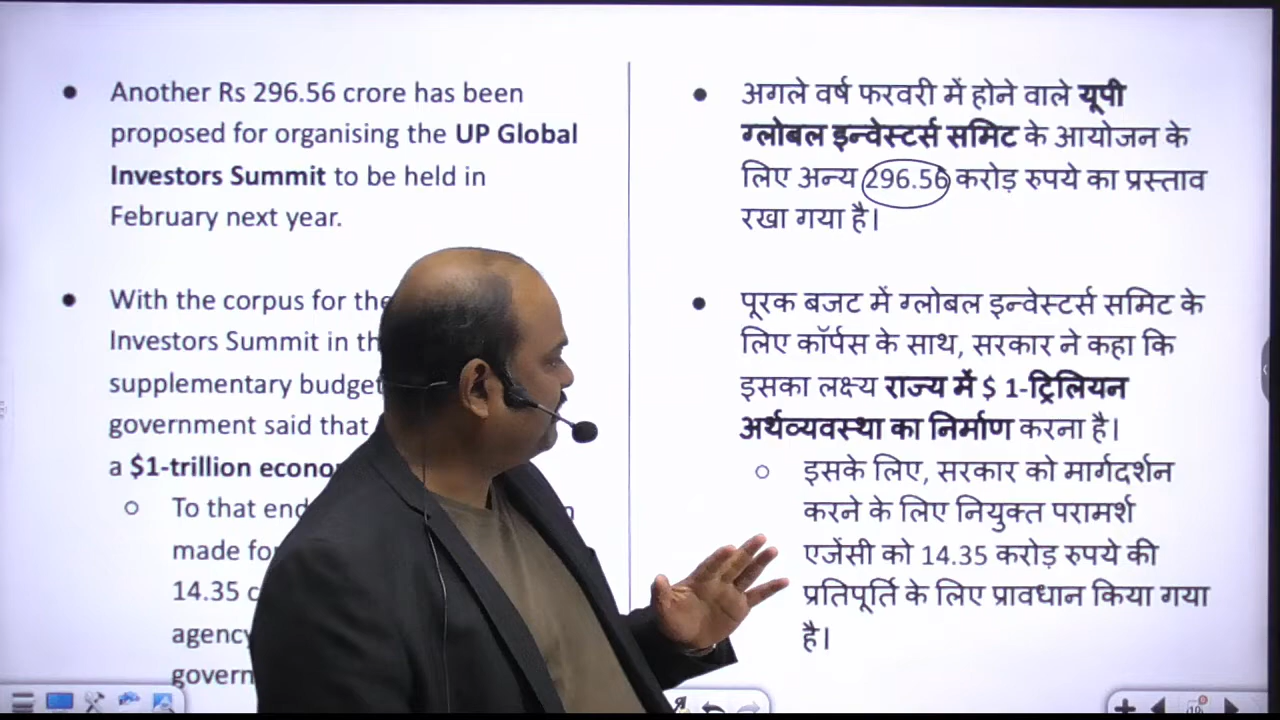 Another Rs 296.56 crore has been
proposed for organising the UP Global
Investors Summit to be held in
February next year.
With the corpus for the
Investors Summit in
supplementary budget
government said that
a $1-trillion
To that end
made for
14.35
agency
अगले वर्ष फरवरी में होने वाले यूपी
ग्लोबल इन्वेस्टर्स समिट के आयोजन के
लिए अन्य 296.56 करोड़ रुपये का प्रस्ताव
रखा गया है।
पूरक बजट में ग्लोबल इन्वेस्टर्स समिट के
लिए कॉर्पस के साथ, सरकार ने कहा कि
इसका लक्ष्य राज्य में $ 1-ट्रिलियन
अर्थव्यवस्था का निर्माण करना है।
इसके लिए, सरकार को मार्गदर्शन
करने के लिए नियुक्त परामर्श
एजेंसी को 14.35 करोड़ रुपये की
प्रतिपूर्ति के लिए प्रावधान किया गया
है।